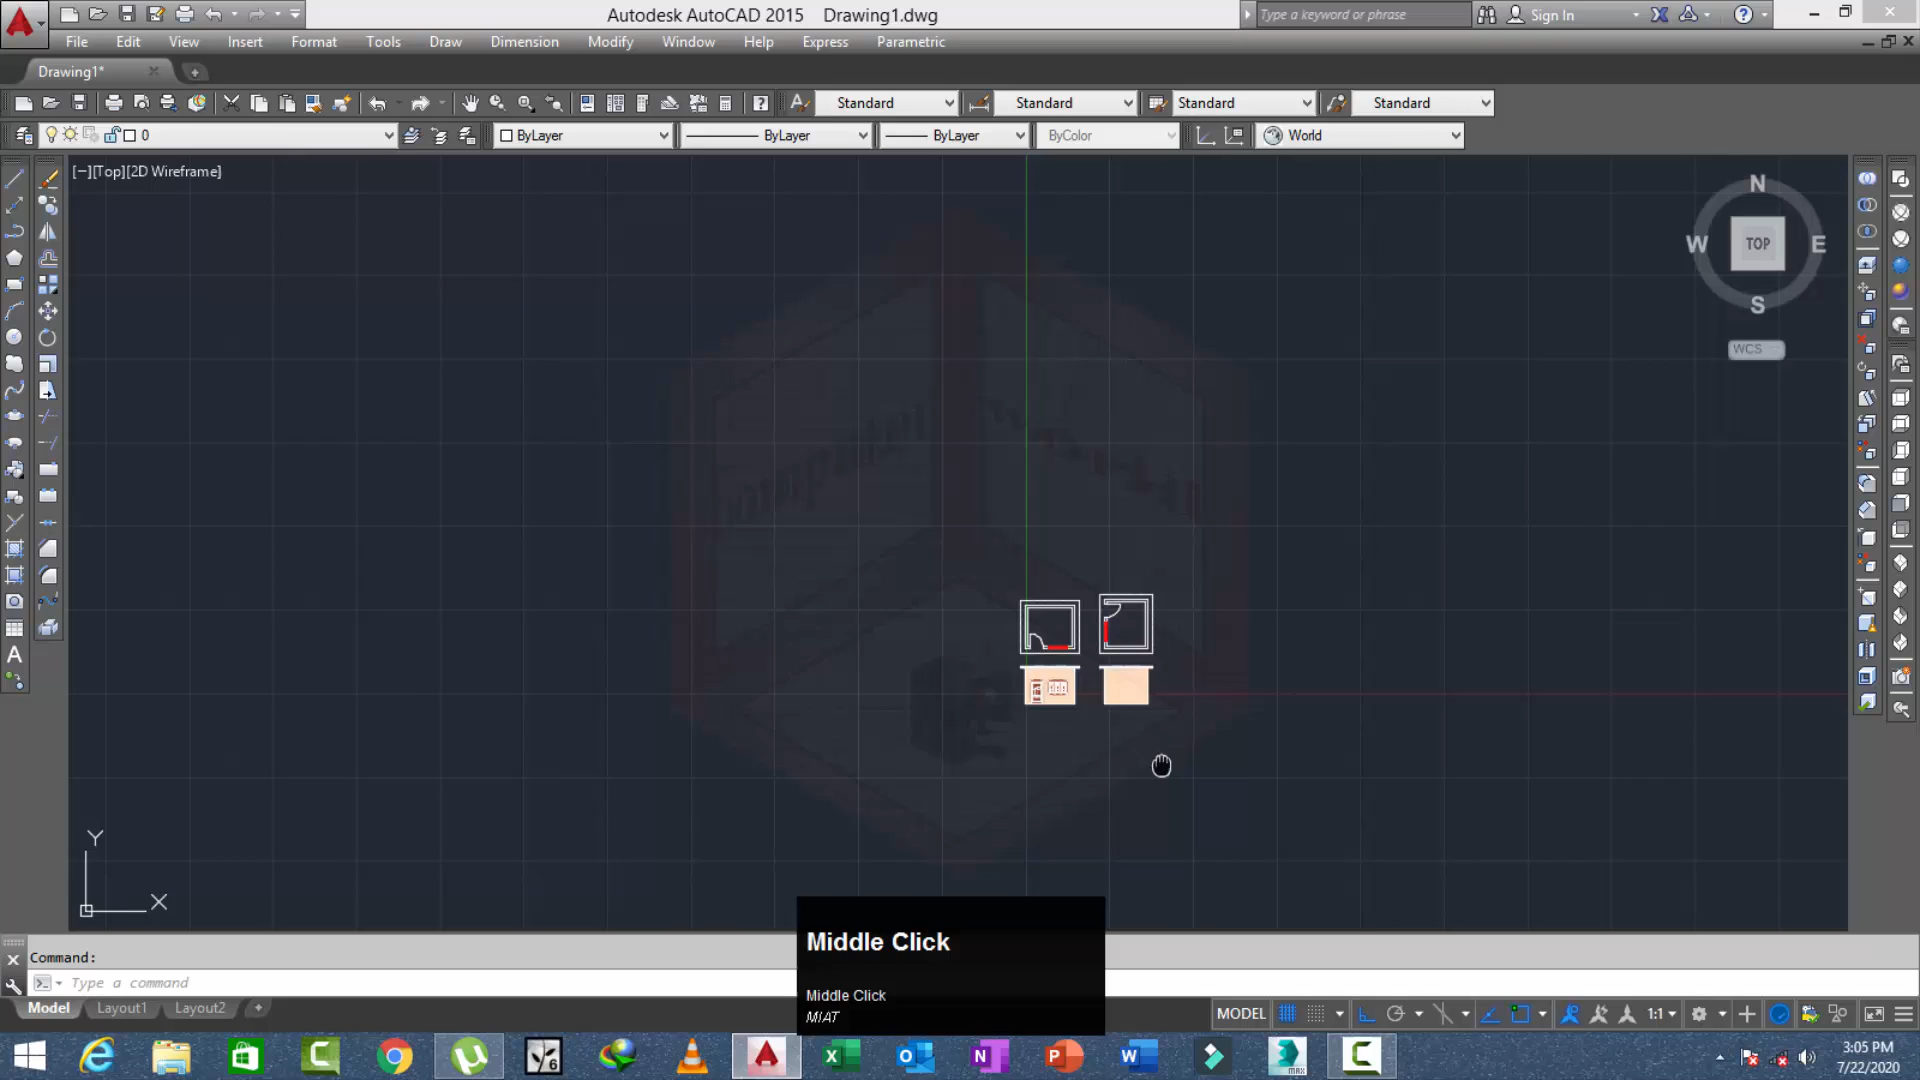 Autodesk AutoCAD 2015 Drawing1.dwg
Type a keyword or phrase
Sign In
File Edit View Insert Format Tools Draw Dimension Modify Window Help Express Parametric
Drawing1*
Standard Standard Standard Standard
0 ByLayer ByLayer ByLayer ByColor World
[−][Top][2D Wireframe]
N
W TOP E
S
WCS
Y
X
Middle Click
Middle Click
MIAT
Command:
Type a command
Model Layout1 Layout2
MODEL 1:1
A
3:05 PM
7/22/2020